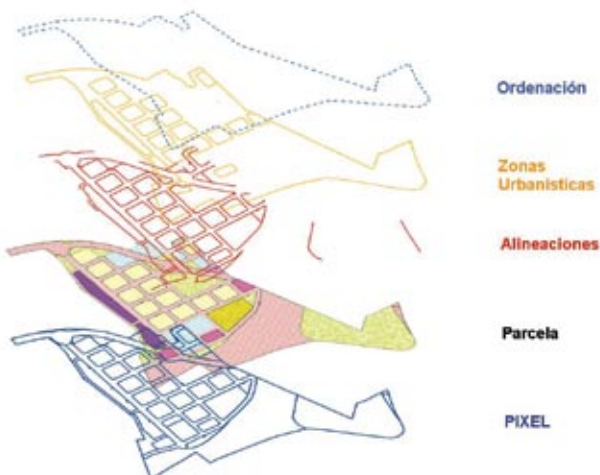 Ordenación
Zonas
Urbanísticas
Alineaciones
Parcela
PIXEL